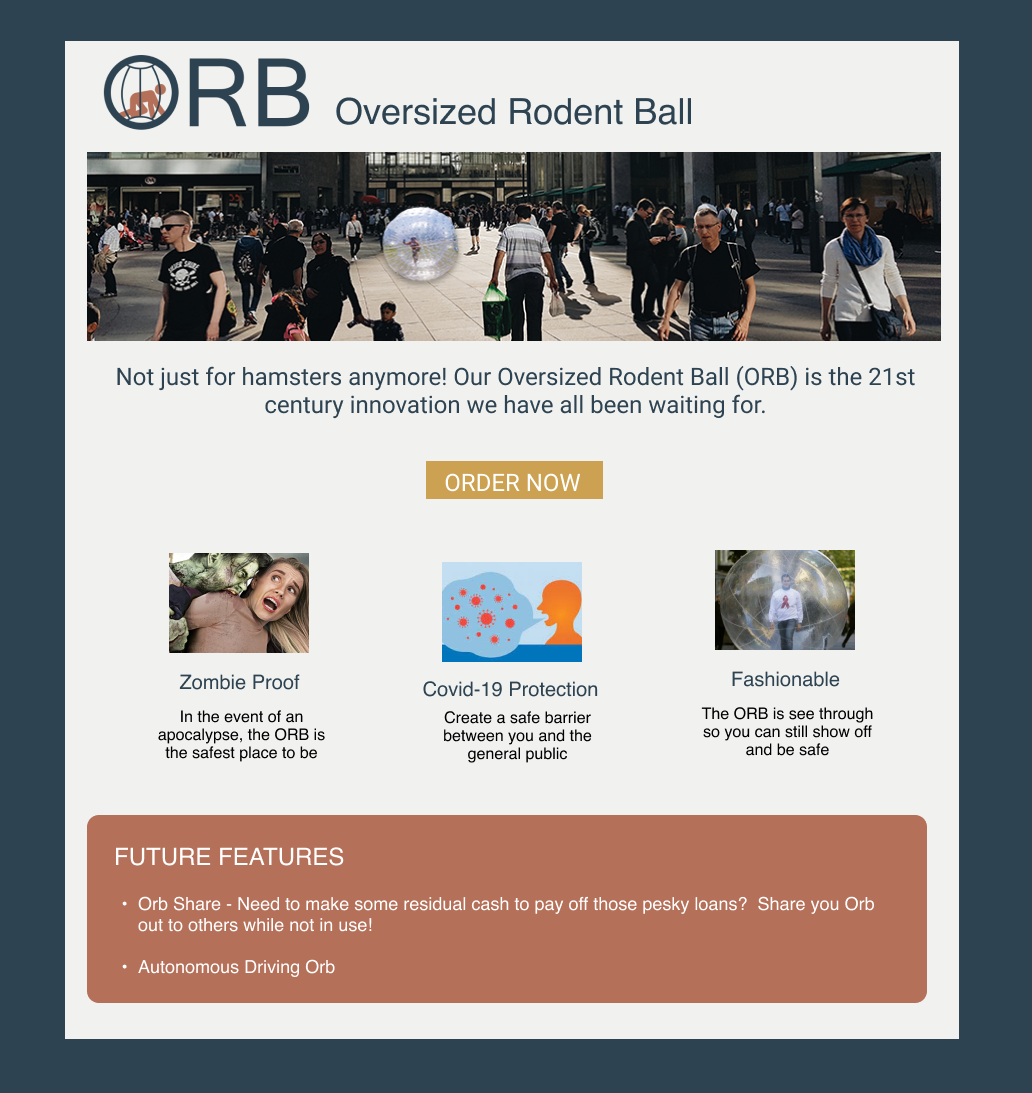 ORB Oversized Rodent Ball
Not just for hamsters anymore! Our Oversized Rodent Ball (ORB) is the 21st
century innovation we have all been waiting for.
ORDER NOW
Zombie Proof
In the event of an
apocalypse, the ORB is
the safest place to be
Covid-19 Protection
Create a safe barrier
between you and the
general public
Fashionable
The ORB is see through
so you can still show off
and be safe
FUTURE FEATURES
• Orb Share - Need to make some residual cash to pay off those pesky loans?  Share you Orb
out to others while not in use!
• Autonomous Driving Orb